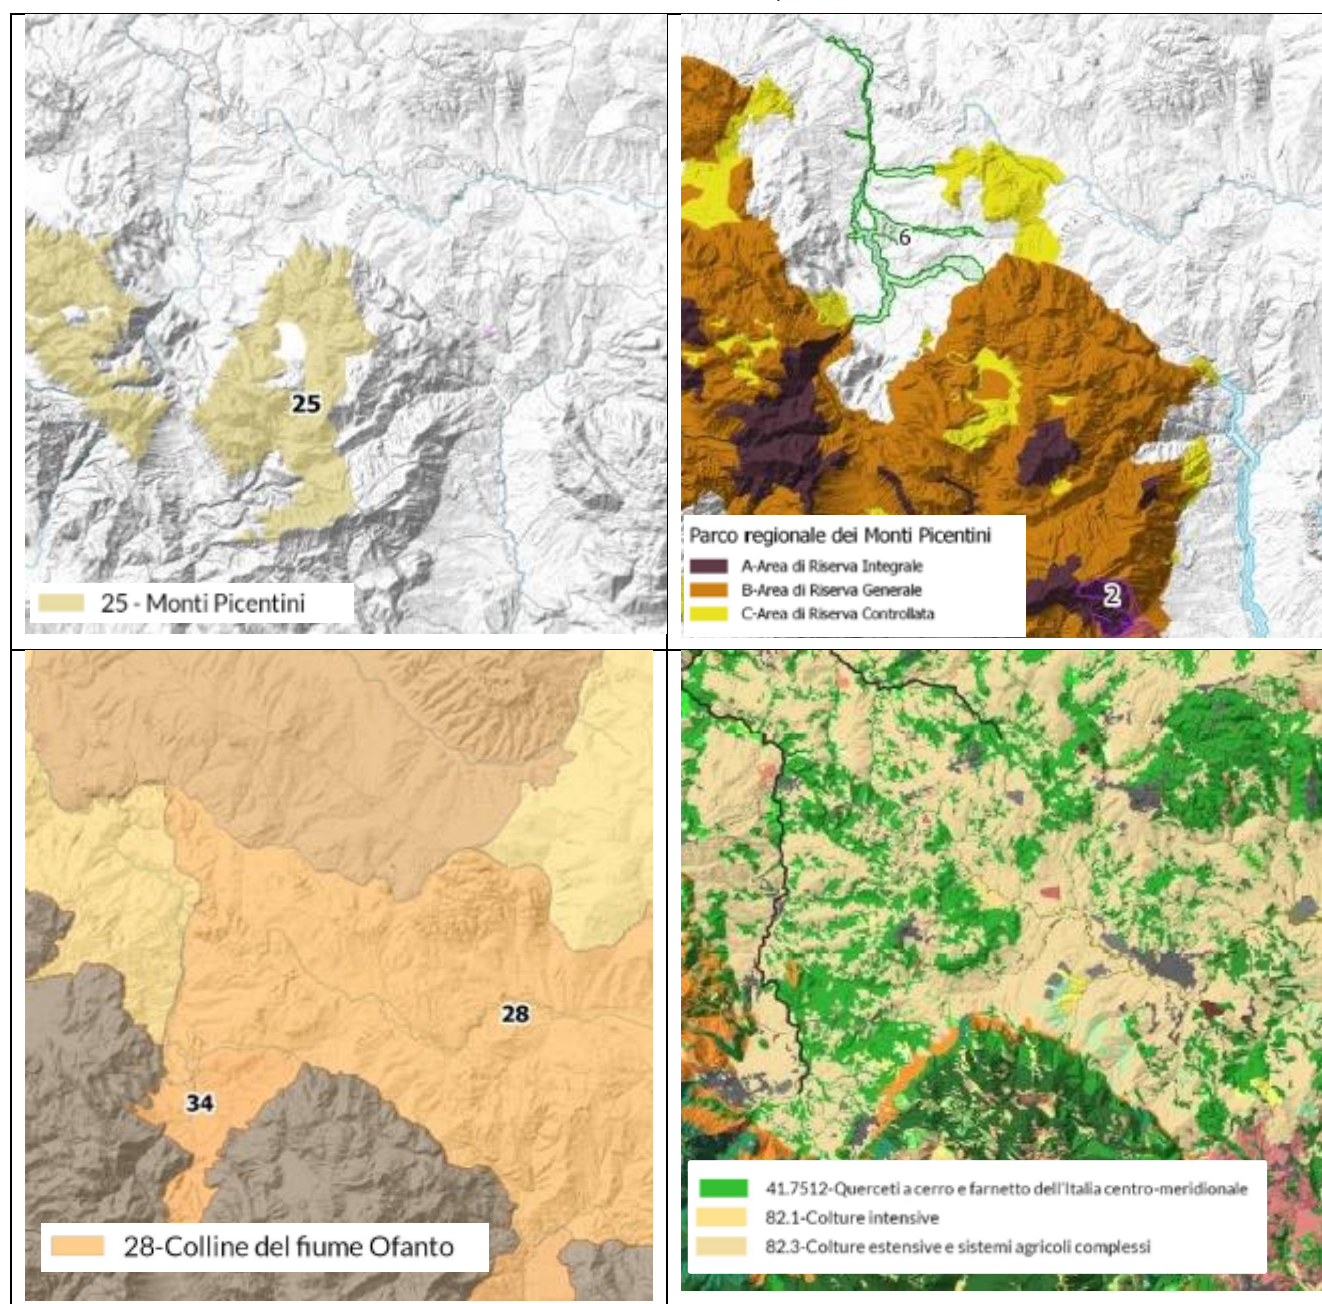 25
25 - Monti Picentini
6
2
Parco regionale dei Monti Picentini
A-Area di Riserva Integrale
B-Area di Riserva Generale
C-Area di Riserva Controllata
28
34
28-Colline del fiume Ofanto
41.7512-Querceti a cerro e farnetto dell'Italia centro-meridionale
82.1-Colture intensive
82.3-Colture estensive e sistemi agricoli complessi